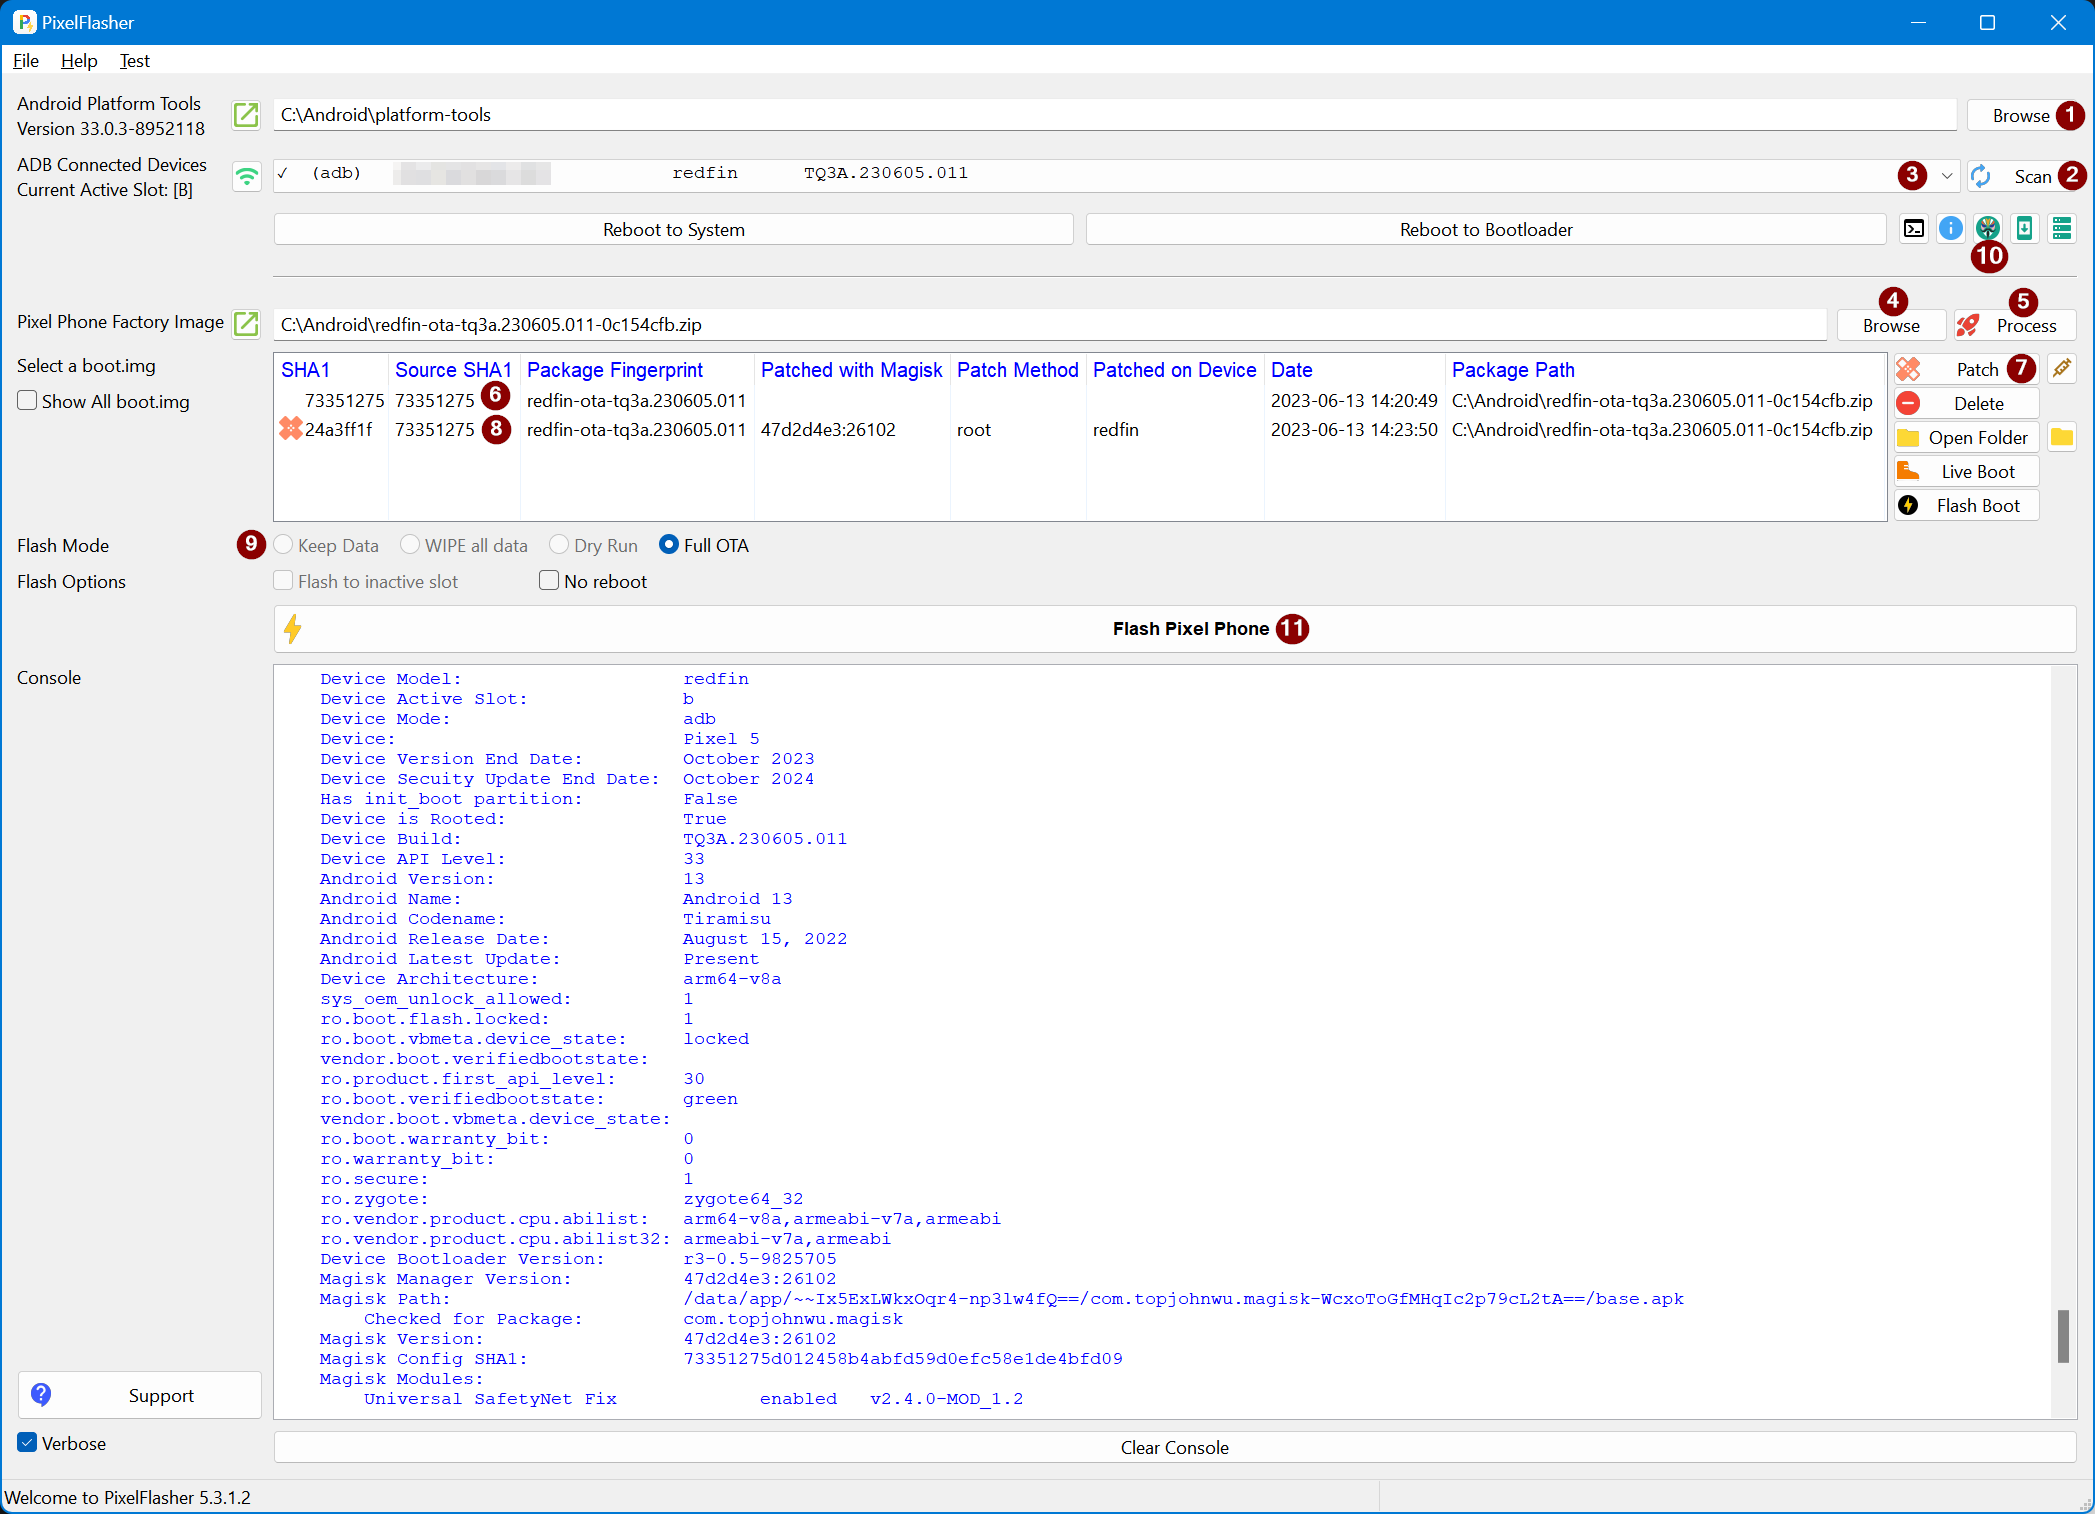 PixelFlasher
File Help Test
Android Platform Tools
Version 33.0.3-8952118
C:\Android\platform-tools
Browse 1
ADB Connected Devices
Current Active Slot: [B]
✓ (adb) redfin TQ3A.230605.011 3
Scan 2
Reboot to System
Reboot to Bootloader
10
Pixel Phone Factory Image
C:\Android\redfin-ota-tq3a.230605.011-0c154cfb.zip
4
Browse
5
Process
Select a boot.img
Show All boot.img
SHA1 Source SHA1 Package Fingerprint Patched with Magisk Patch Method Patched on Device Date Package Path
73351275 73351275 6 redfin-ota-tq3a.230605.011 2023-06-13 14:20:49 C:\Android\redfin-ota-tq3a.230605.011-0c154cfb.zip
24a3ff1f 73351275 8 redfin-ota-tq3a.230605.011 47d2d4e3:26102 root redfin 2023-06-13 14:23:50 C:\Android\redfin-ota-tq3a.230605.011-0c154cfb.zip
Patch 7
Delete
Open Folder
Live Boot
Flash Boot
Flash Mode 9 Keep Data WIPE all data Dry Run Full OTA
Flash Options Flash to inactive slot No reboot
Flash Pixel Phone 11
Console
Device Model: redfin
Device Active Slot: b
Device Mode: adb
Device: Pixel 5
Device Version End Date: October 2023
Device Secuity Update End Date: October 2024
Has init_boot partition: False
Device is Rooted: True
Device Build: TQ3A.230605.011
Device API Level: 33
Android Version: 13
Android Name: Android 13
Android Codename: Tiramisu
Android Release Date: August 15, 2022
Android Latest Update: Present
Device Architecture: arm64-v8a
sys_oem_unlock_allowed: 1
ro.boot.flash.locked: 1
ro.boot.vbmeta.device_state: locked
vendor.boot.verifiedbootstate:
ro.product.first_api_level: 30
ro.boot.verifiedbootstate: green
vendor.boot.vbmeta.device_state:
ro.boot.warranty_bit: 0
ro.warranty_bit: 0
ro.secure: 1
ro.zygote: zygote64_32
ro.vendor.product.cpu.abilist: arm64-v8a,armeabi-v7a,armeabi
ro.vendor.product.cpu.abilist32: armeabi-v7a,armeabi
Device Bootloader Version: r3-0.5-9825705
Magisk Manager Version: 47d2d4e3:26102
Magisk Path: /data/app/~~Ix5ExLWkxOqr4-np3lw4fQ==/com.topjohnwu.magisk-WcxoToGfMHqIc2p79cL2tA==/base.apk
Checked for Package: com.topjohnwu.magisk
Magisk Version: 47d2d4e3:26102
Magisk Config SHA1: 73351275d012458b4abfd59d0efc58e1de4bfd09
Magisk Modules:
Universal SafetyNet Fix enabled v2.4.0-MOD_1.2
Support
Verbose
Clear Console
Welcome to PixelFlasher 5.3.1.2